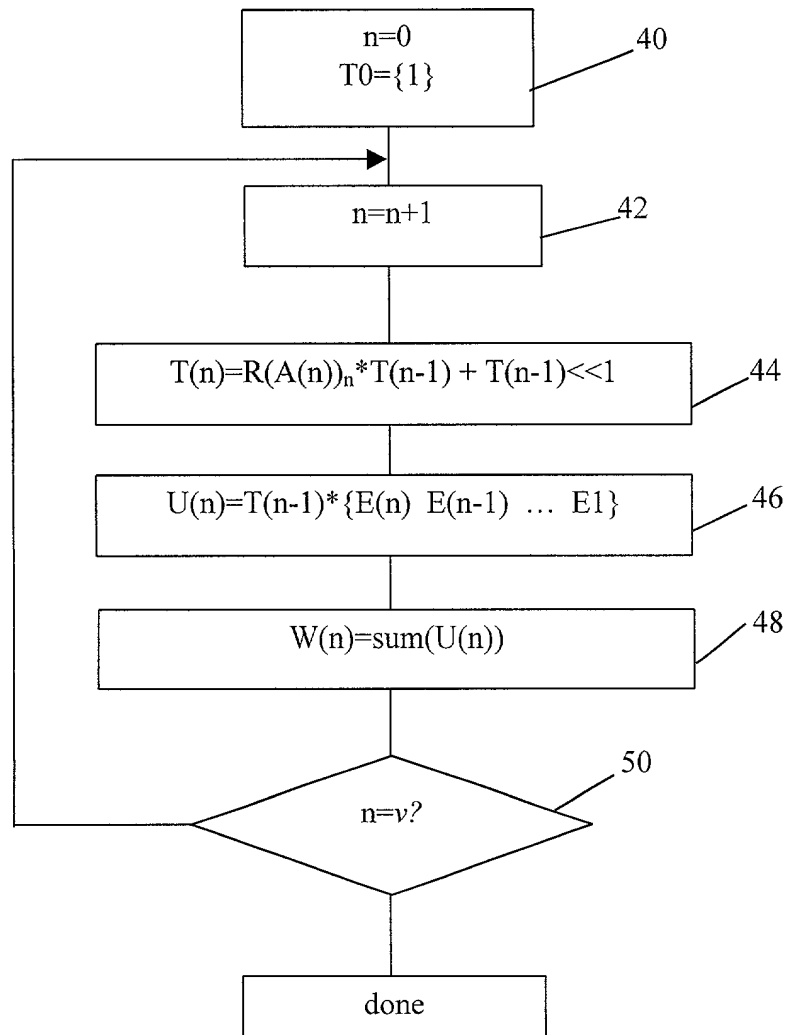 n=0
T0={1}
40
n=n+1
42
T(n)=R(A(n))ₙ*T(n-1) + T(n-1)<<1
44
U(n)=T(n-1)*{E(n) E(n-1) … E1}
46
W(n)=sum(U(n))
48
n=v?
50
done